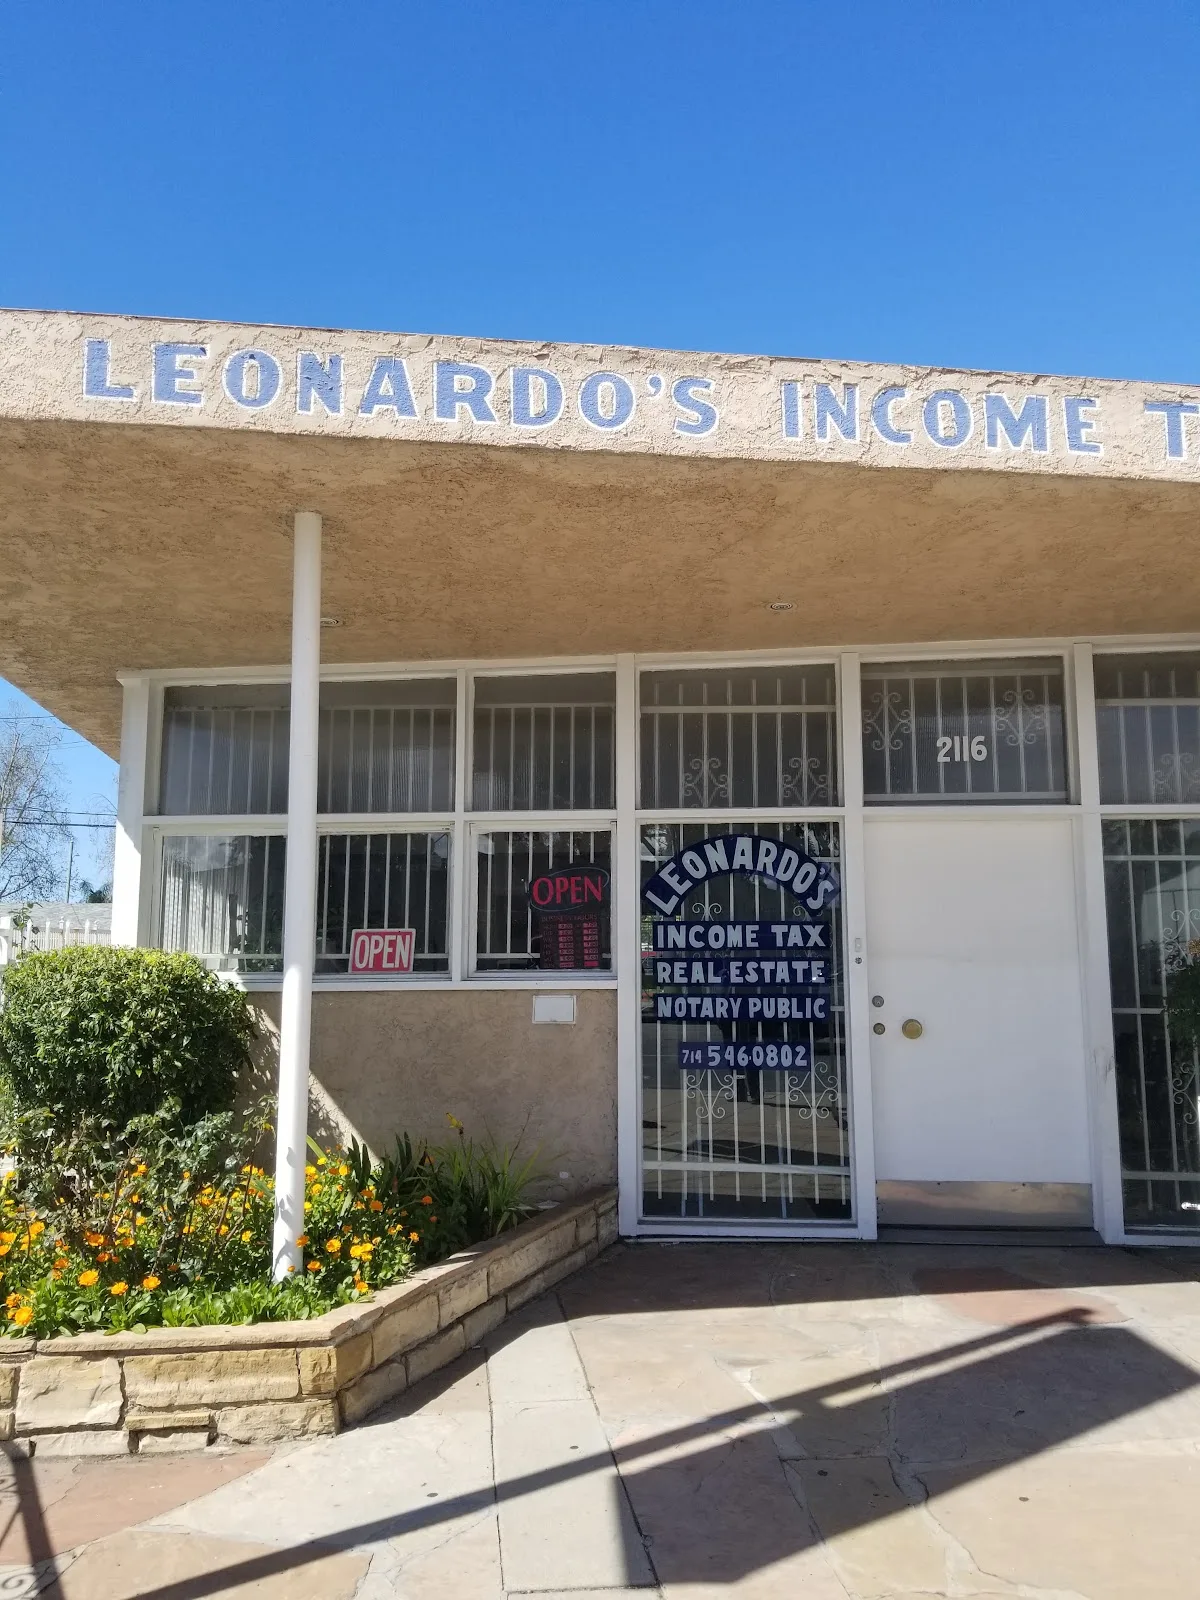 LEONARDO'S INCOME T
2116
OPEN
OPEN
LEONARDO'S
INCOME TAX
REAL ESTATE
NOTARY PUBLIC
714 546-0802